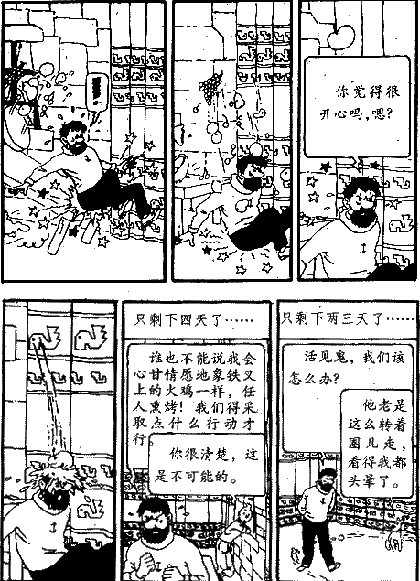 你觉得很
开心吗,嗯?
只剩下四天了……
谁也不能说我会
心甘情愿地象铁叉
上的火鸡一样,任
人熏烤!我们得采
取点什么行动才
行
你很清楚,这
是不可能的。
只剩下两三天了……
活见鬼,我们该
怎么办?
他老是
这么转着
圈儿走,
看得我都
头晕了。